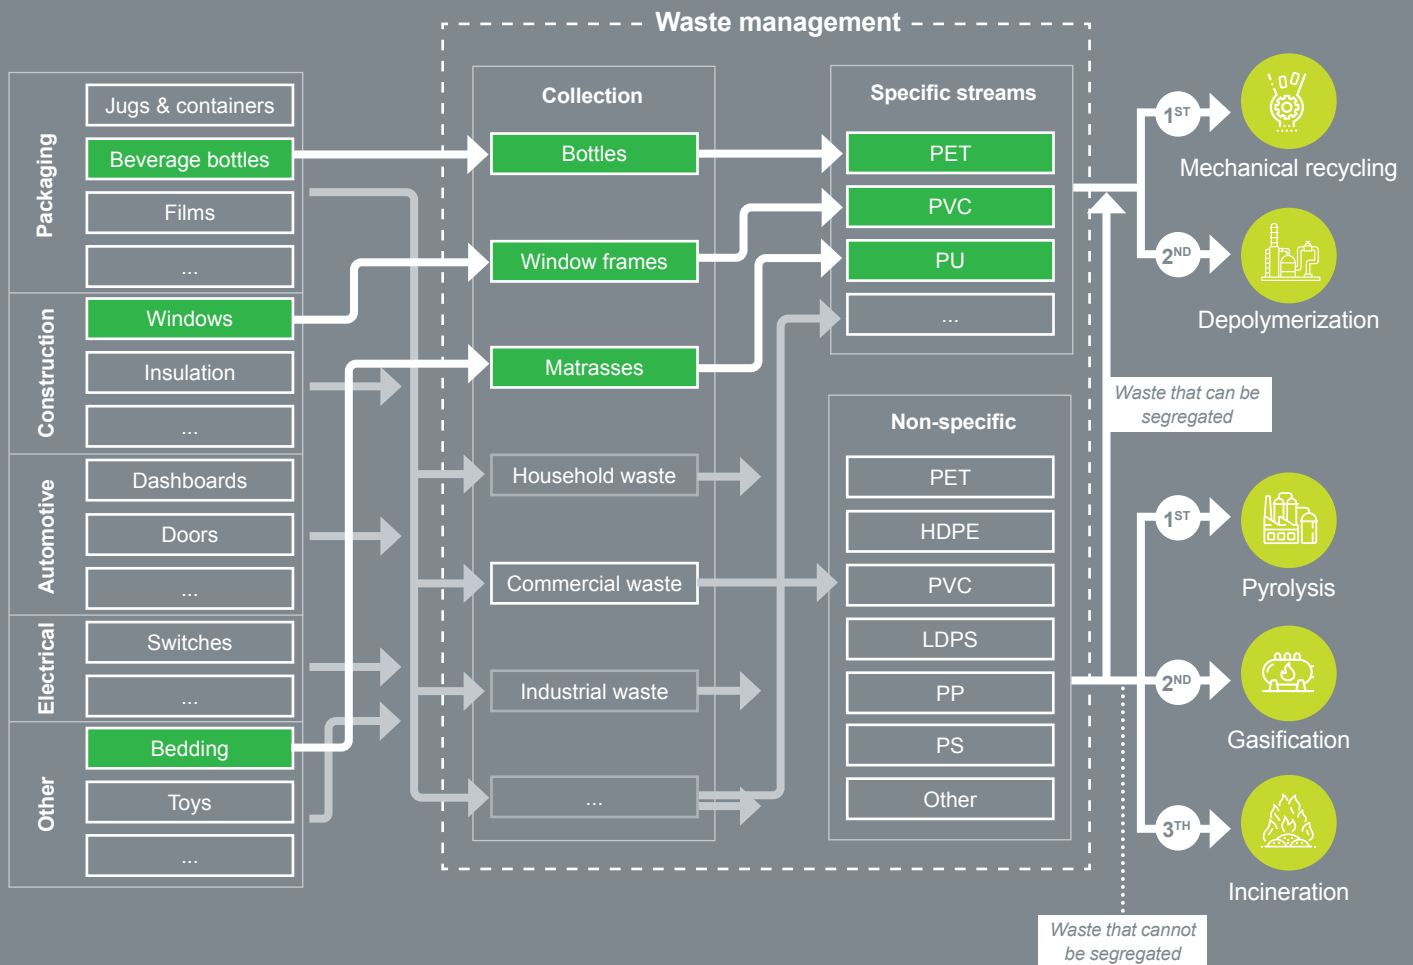 Waste management
Packaging
Jugs & containers
Beverage bottles
Films
...
Construction
Windows
Insulation
...
Automotive
Dashboards
Doors
...
Electrical
Switches
...
Other
Bedding
Toys
...
Collection
Bottles
Window frames
Matrasses
Household waste
Commercial waste
Industrial waste
...
Specific streams
PET
PVC
PU
...
Non-specific
PET
HDPE
PVC
LDPS
PP
PS
Other
1ST
Mechanical recycling
2ND
Depolymerization
Waste that can be
segregated
1ST
Pyrolysis
2ND
Gasification
3TH
Incineration
Waste that cannot
be segregated